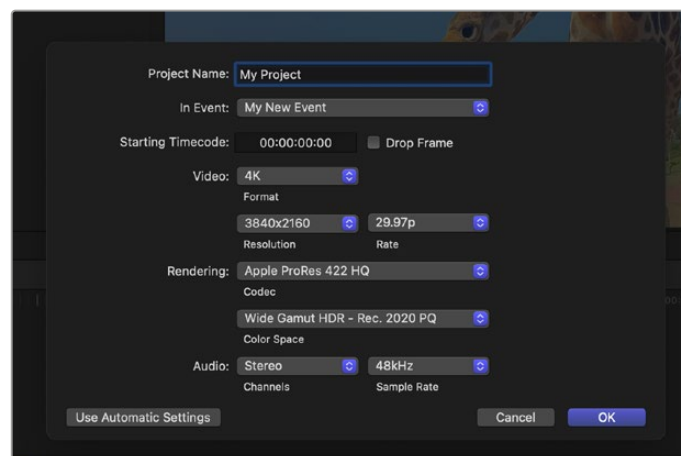 Project Name: My Project
In Event: My New Event
Starting Timecode: 00:00:00:00 Drop Frame
Video: 4K
Format
3840x2160 29.97p
Resolution Rate
Rendering: Apple ProRes 422 HQ
Codec
Wide Gamut HDR - Rec. 2020 PQ
Color Space
Audio: Stereo 48kHz
Channels Sample Rate
Use Automatic Settings Cancel OK